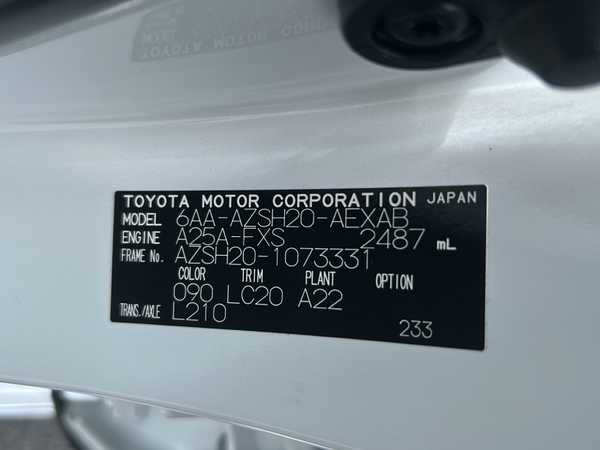 TOYOTA MOTOR CORPORATION JAPAN
MODEL 6AA-AZSH20-AEXAB
ENGINE A25A-FXS 2487 mL
FRAME No. AZSH20-1073331
COLOR TRIM PLANT OPTION
090 LC20 A22
TRANS./AXLE L210
233